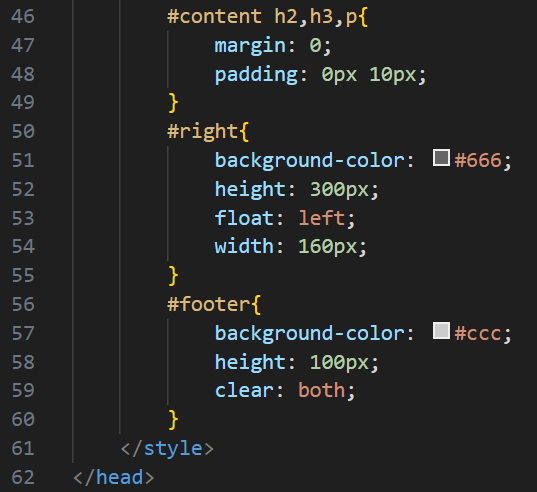 46 #content h2,h3,p{
47 margin: 0;
48 padding: 0px 10px;
49 }
50 #right{
51 background-color: #666;
52 height: 300px;
53 float: left;
54 width: 160px;
55 }
56 #footer{
57 background-color: #ccc;
58 height: 100px;
59 clear: both;
60 }
61 </style>
62 </head>